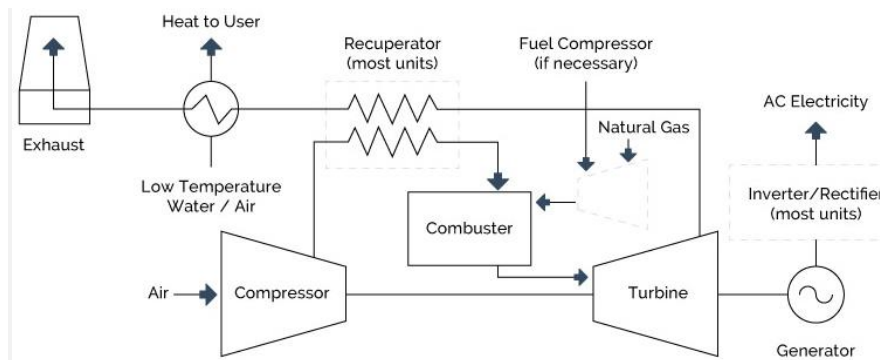 Heat to User
Recuperator
(most units)
Fuel Compressor
(if necessary)
AC Electricity
Natural Gas
Exhaust
Low Temperature
Water / Air
Inverter/Rectifier
(most units)
Combuster
Air
Compressor
Turbine
Generator